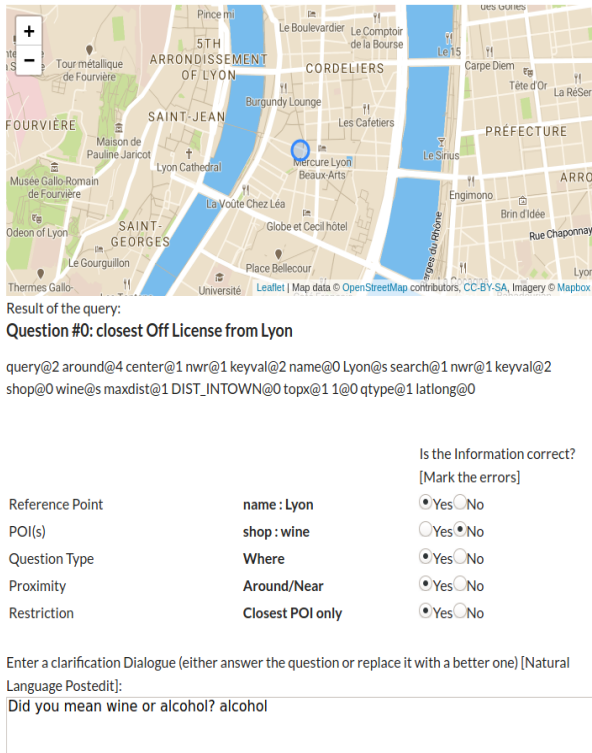 des Gones
Pince mi
Le Boulevardier
Le Comptoir
de la Bourse
+
5TH
ARRONDISSEMENT
OF LYON
Le 15
−
CORDELIERS
Tour métallique
de Fourvière
Carpe Diem
Tête d'Or
La RéSer
Burgundy Lounge
SAINT-JEAN
Les Cafetiers
FOURVIÈRE
PRÉFECTURE
Maison de
Pauline Jaricot
Le Sirius
Lyon Cathedral
Mercure Lyon
Beaux-Arts
ARRO
Musée Gallo-Romain
de Fourvière
Engimono
La Voûte Chez Léa
Brin d'Idée
Odeon of Lyon
SAINT-
GEORGES
Globe et Cecil hôtel
Rue Chaponnay
Le Gourguillon
Place Bellecour
erges du Rhône
Lyor
Thermes Gallo-
Université
Leaflet | Map data © OpenStreetMap contributors, CC-BY-SA, Imagery © Mapbox
Result of the query:
Question #0: closest Off License from Lyon
query@2 around@4 center@1 nwr@1 keyval@2 name@0 Lyon@s search@1 nwr@1 keyval@2
shop@0 wine@s maxdist@1 DIST_INTOWN@0 topx@1 1@0 qtype@1 latlong@0
Is the Information correct?
[Mark the errors]
Reference Point name : Lyon Yes No
POI(s) shop : wine Yes No
Question Type Where Yes No
Proximity Around/Near Yes No
Restriction Closest POI only Yes No
Enter a clarification Dialogue (either answer the question or replace it with a better one) [Natural
Language Postedit]:
Did you mean wine or alcohol? alcohol